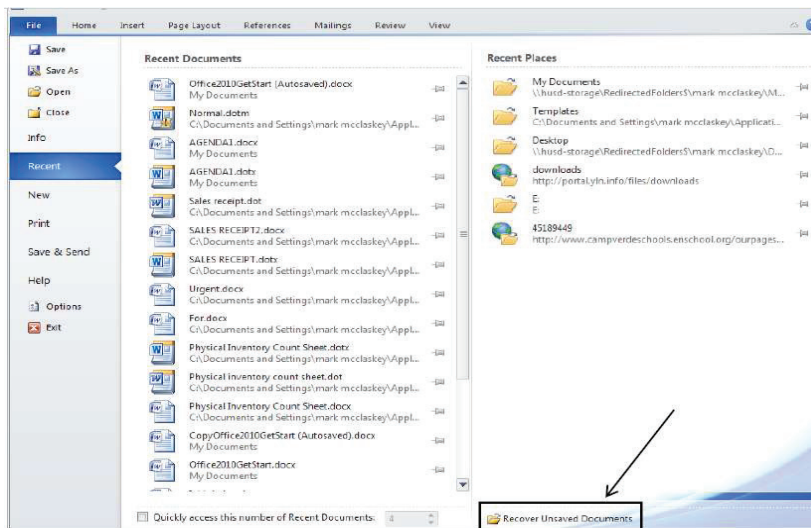 File Home Insert Page Layout References Mailings Review View
Save
Save As
Open
Close
Info
Recent
New
Print
Save & Send
Help
Options
Exit
Recent Documents
Office2010GetStart (Autosaved).docx
My Documents
Normal.dotm
C:\Documents and Settings\mark mcclaskey\Appl...
AGENDA1.docx
My Documents
AGENDA1.dotx
My Documents
Sales receipt.dot
C:\Documents and Settings\mark mcclaskey\Appl...
SALES RECEIPT2.docx
C:\Documents and Settings\mark mcclaskey\Appl...
SALES RECEIPT.dotx
C:\Documents and Settings\mark mcclaskey\Appl...
Urgent.docx
C:\Documents and Settings\mark mcclaskey\Appl...
For.docx
C:\Documents and Settings\mark mcclaskey\Appl...
Physical Inventory Count Sheet.dotx
C:\Documents and Settings\mark mcclaskey\Appl...
Physical inventory count sheet.dot
C:\Documents and Settings\mark mcclaskey\Appl...
Physical Inventory Count Sheet.docx
C:\Documents and Settings\mark mcclaskey\Appl...
CopyOffice2010GetStart (Autosaved).docx
My Documents
Office2010GetStart.docx
My Documents
Quickly access this number of Recent Documents: 4
Recent Places
My Documents
\\husd-storage\RedirectedFolders$\mark mcclaskey\M...
Templates
C:\Documents and Settings\mark mcclaskey\Applicati...
Desktop
\\husd-storage\RedirectedFolders$\mark mcclaskey\D...
downloads
http://portal.yln.info/files/downloads
E:
E:
45189449
http://www.campverdeschools.enschool.org/ourpages...
Recover Unsaved Documents